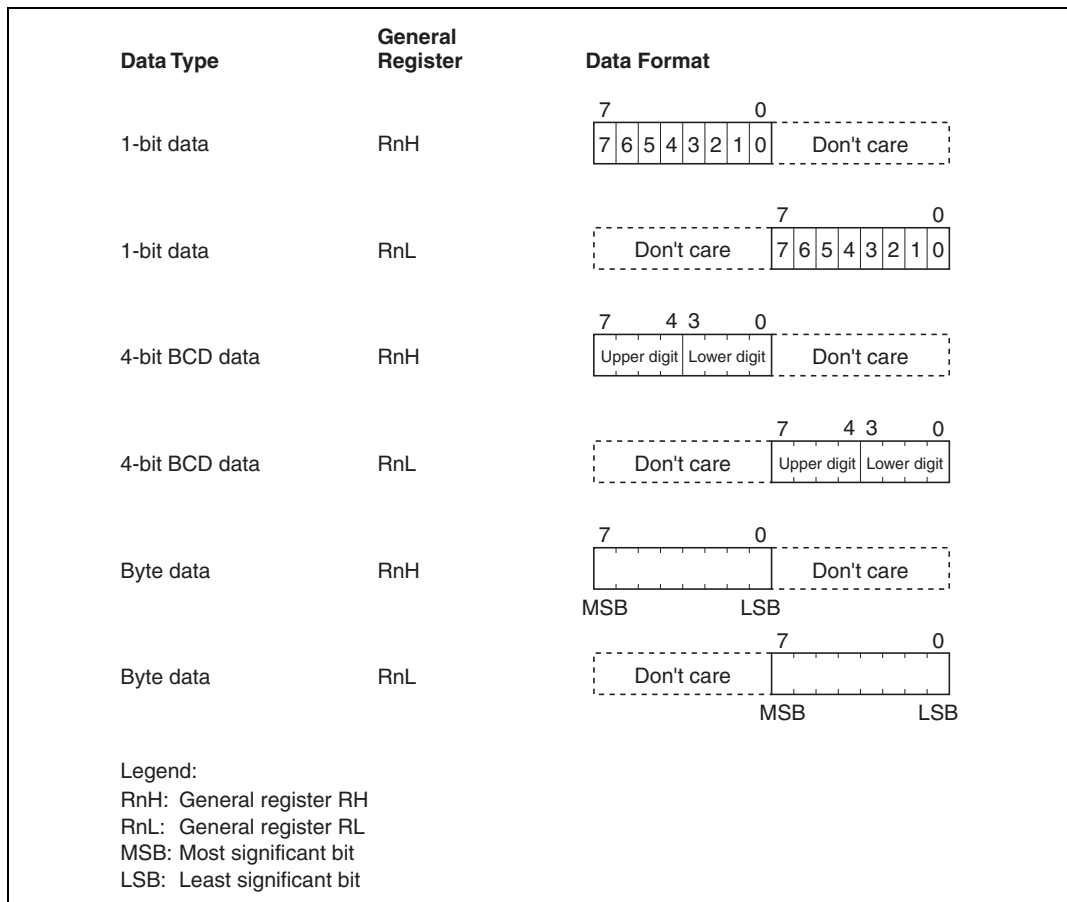 General
Data Type Register Data Format
7 0
1-bit data RnH 7 6 5 4 3 2 1 0 Don't care
7 0
1-bit data RnL Don't care 7 6 5 4 3 2 1 0
7 4 3 0
4-bit BCD data RnH Upper digit Lower digit Don't care
7 4 3 0
4-bit BCD data RnL Don't care Upper digit Lower digit
7 0
Byte data RnH Don't care
MSB LSB
7 0
Byte data RnL Don't care
MSB LSB
Legend:
RnH: General register RH
RnL: General register RL
MSB: Most significant bit
LSB: Least significant bit